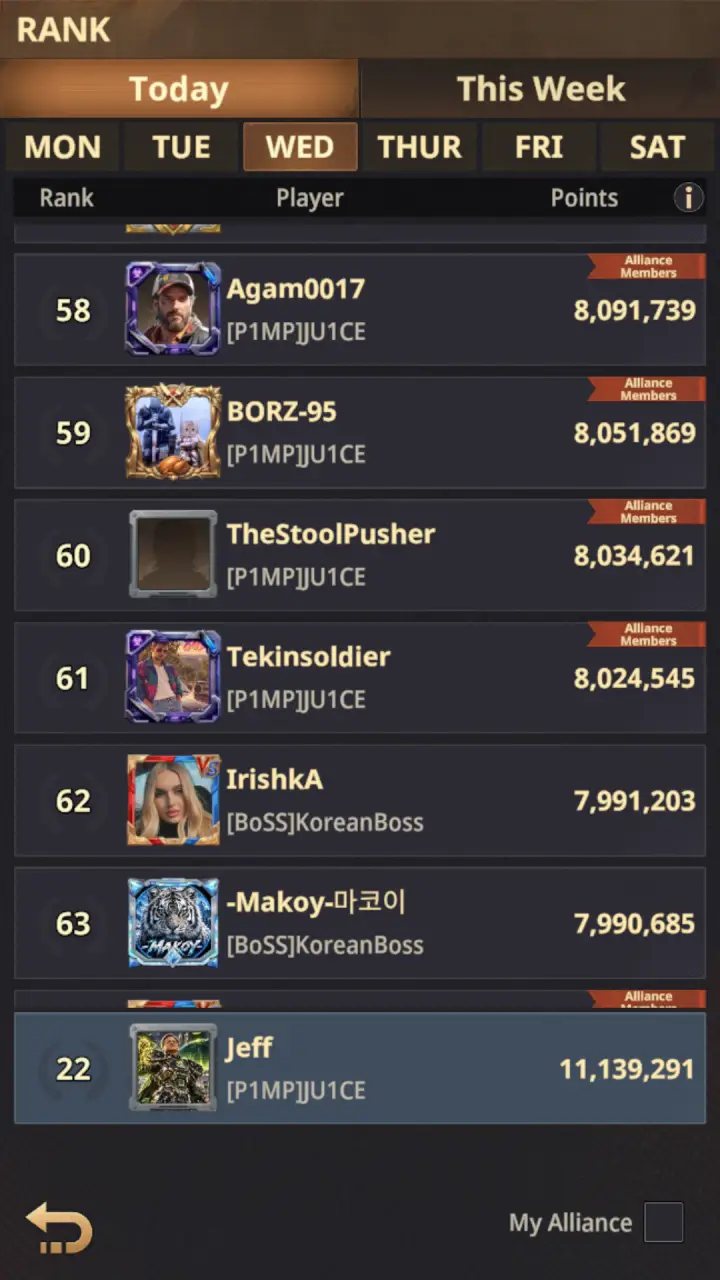 RANK
Today
This Week
MON TUE WED THUR FRI SAT
Rank Player Points i
58
Agam0017
[P1MP]JU1CE
Alliance
Members
8,091,739
59
BORZ-95
[P1MP]JU1CE
Alliance
Members
8,051,869
60
TheStoolPusher
[P1MP]JU1CE
Alliance
Members
8,034,621
61
Tekinsoldier
[P1MP]JU1CE
Alliance
Members
8,024,545
62
VS
IrishkA
[BoSS]KoreanBoss
7,991,203
63
-MAKOY-
-Makoy-마코이
[BoSS]KoreanBoss
7,990,685
Alliance
22
Jeff
[P1MP]JU1CE
11,139,291
My Alliance